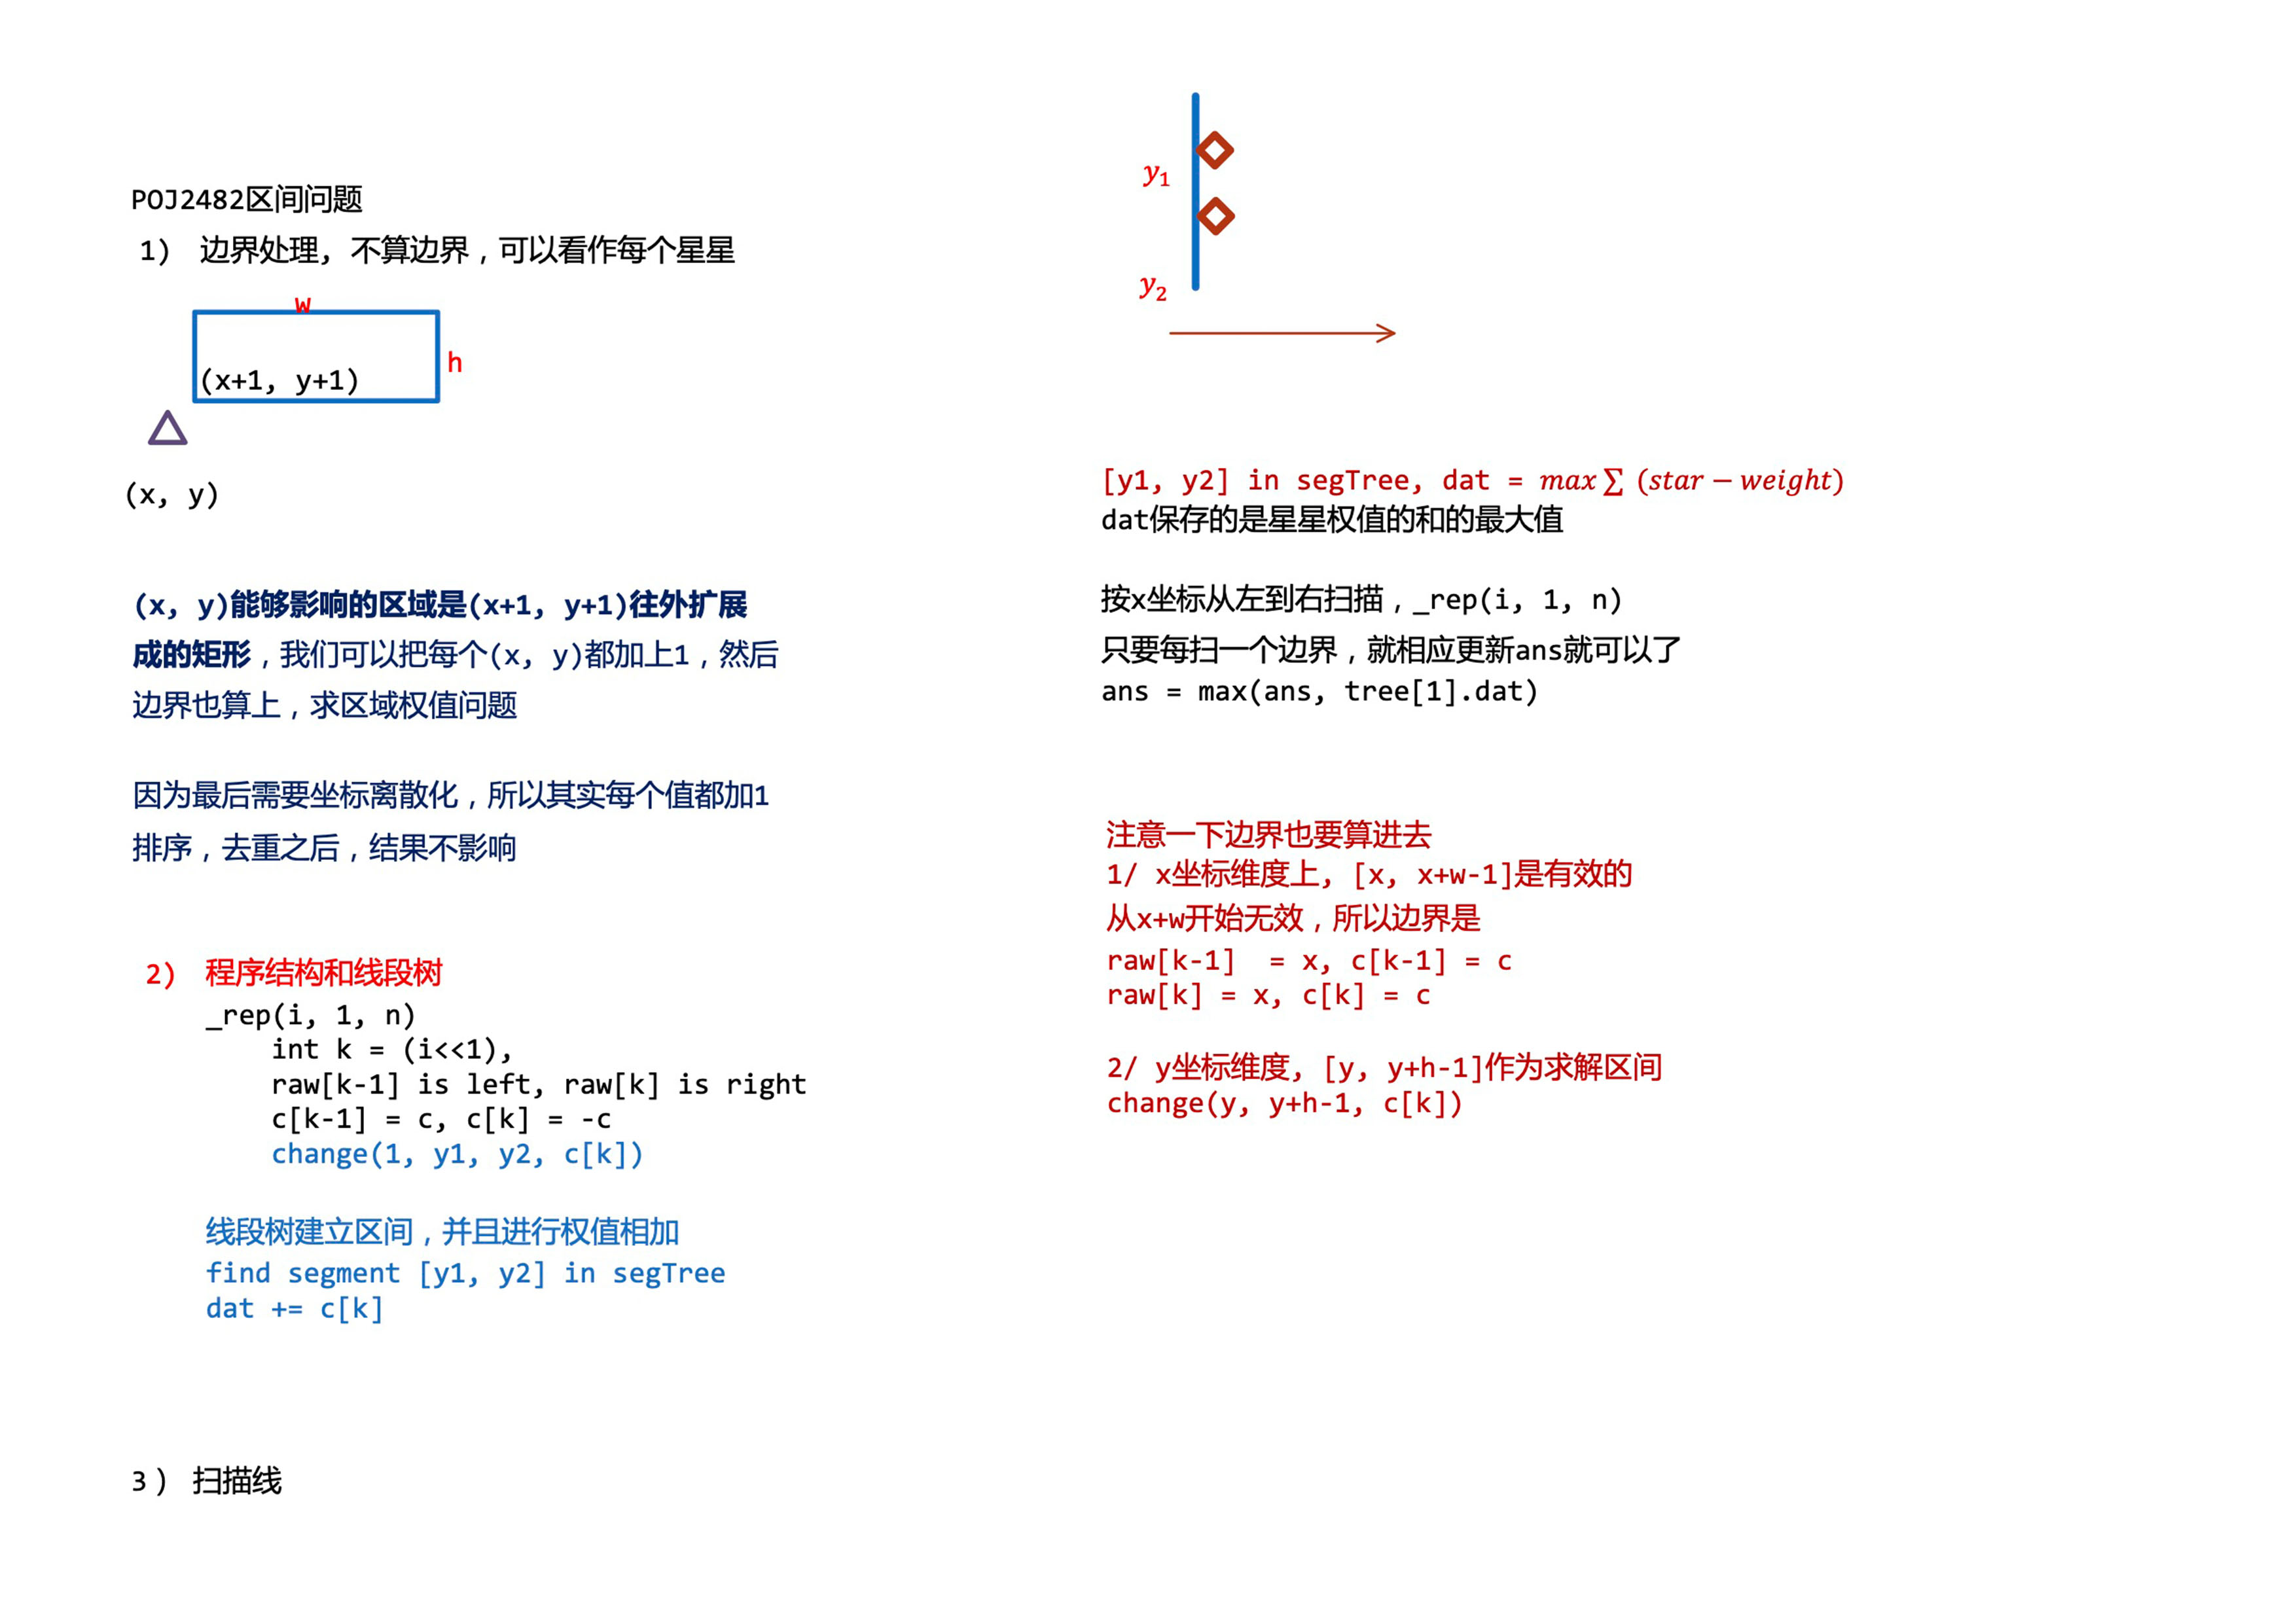 POJ2482区间问题
1) 边界处理, 不算边界，可以看作每个星星
w
h
(x+1, y+1)
(x, y)
(x, y)能够影响的区域是(x+1, y+1)往外扩展
成的矩形，我们可以把每个(x, y)都加上1，然后
边界也算上，求区域权值问题
因为最后需要坐标离散化，所以其实每个值都加1
排序，去重之后，结果不影响
2) 程序结构和线段树
_rep(i, 1, n)
int k = (i<<1),
raw[k-1] is left, raw[k] is right
c[k-1] = c, c[k] = -c
change(1, y1, y2, c[k])
线段树建立区间，并且进行权值相加
find segment [y1, y2] in segTree
dat += c[k]
3 ) 扫描线
y₁
y₂
[y1, y2] in segTree, dat = max ∑ (star − weight)
dat保存的是星星权值的和的最大值
按x坐标从左到右扫描，_rep(i, 1, n)
只要每扫一个边界，就相应更新ans就可以了
ans = max(ans, tree[1].dat)
注意一下边界也要算进去
1/ x坐标维度上, [x, x+w-1]是有效的
从x+w开始无效，所以边界是
raw[k-1] = x, c[k-1] = c
raw[k] = x, c[k] = c
2/ y坐标维度, [y, y+h-1]作为求解区间
change(y, y+h-1, c[k])